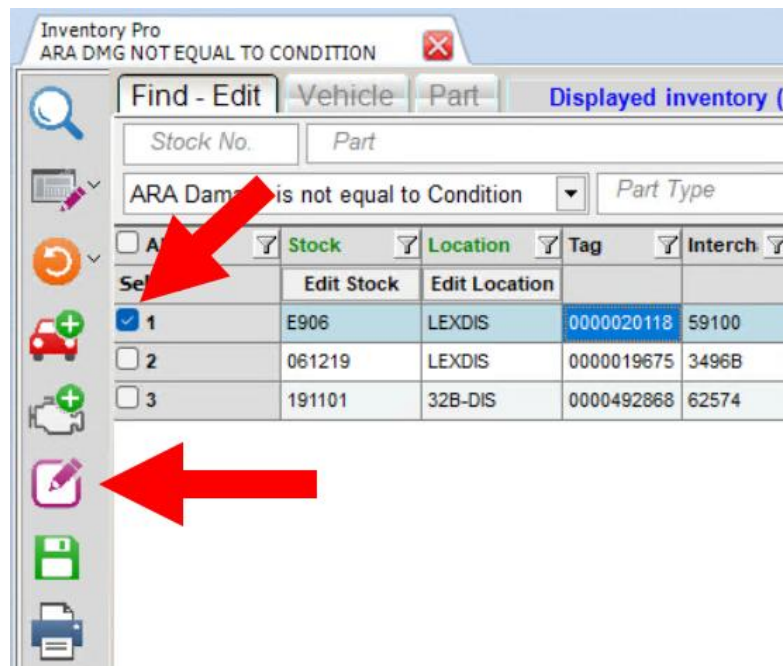 Inventory Pro
ARA DMG NOT EQUAL TO CONDITION
Find - Edit Vehicle Part Displayed inventory (
Stock No. Part
ARA is not equal to Condition Part Type
Stock Location Tag Interch
Edit Stock Edit Location
1 E906 LEXDIS 0000020118 59100
2 061219 LEXDIS 0000019675 3496B
3 191101 32B-DIS 0000492868 62574